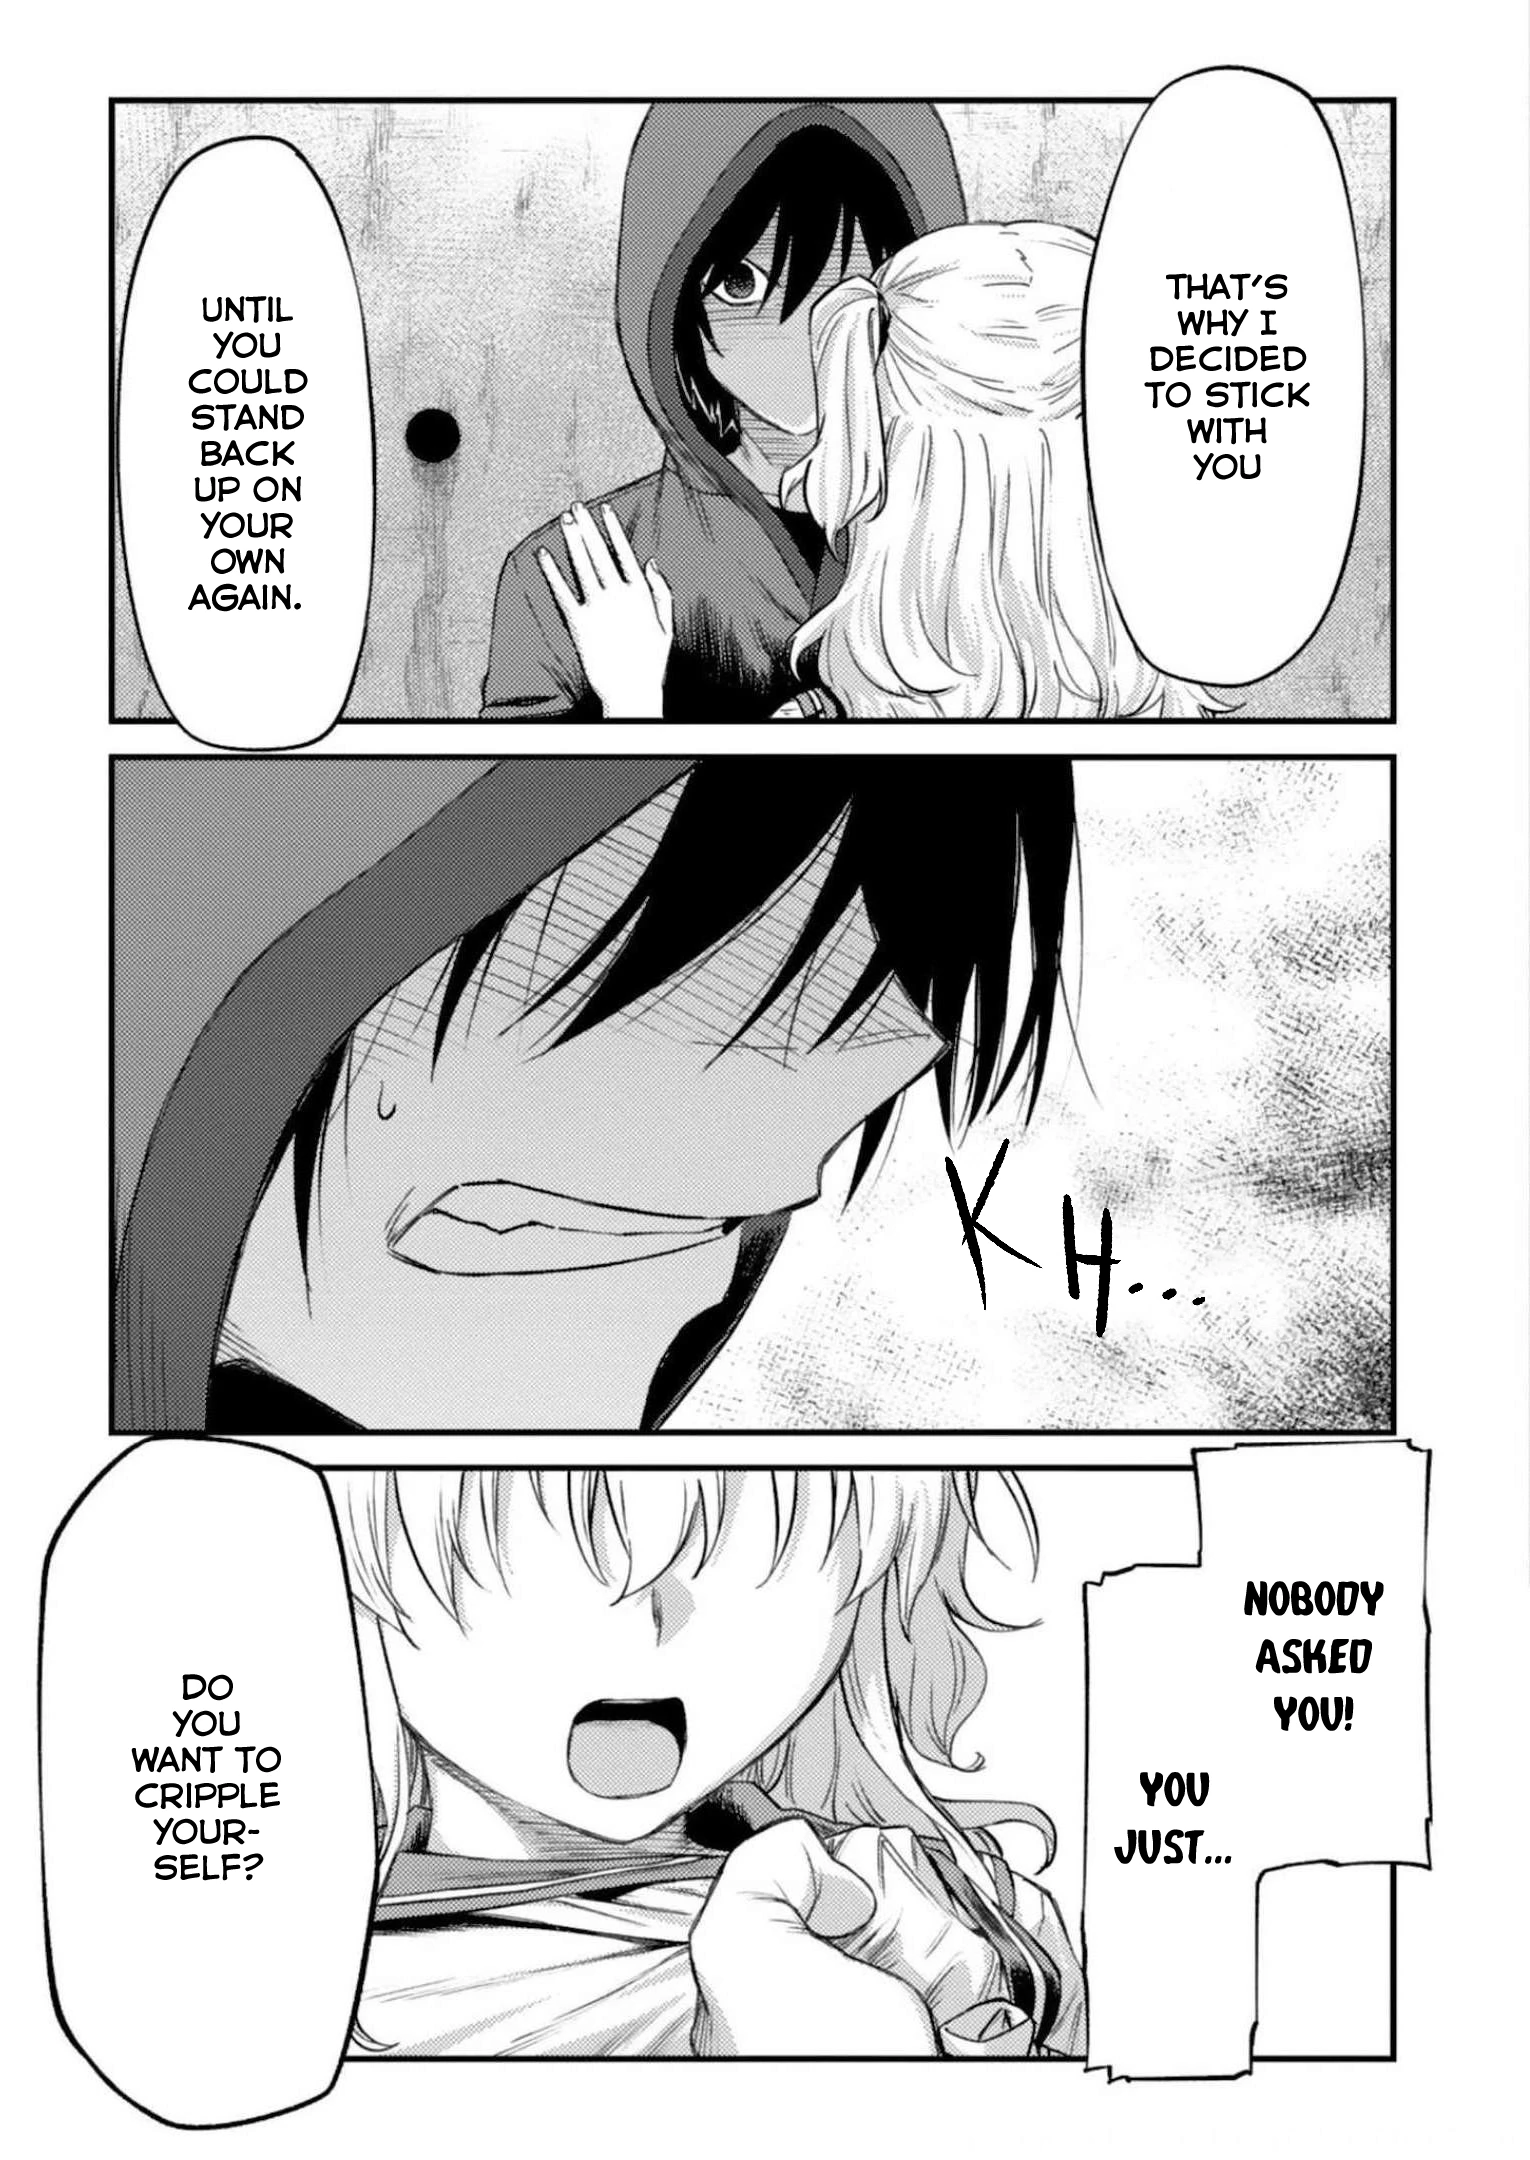 THAT'S
WHY I
DECIDED
TO STICK
WITH
YOU
UNTIL
YOU
COULD
STAND
BACK
UP ON
YOUR
OWN
AGAIN.
KH...
NOBODY
ASKED
YOU!
YOU
JUST...
DO
YOU
WANT TO
CRIPPLE
YOUR-
SELF?